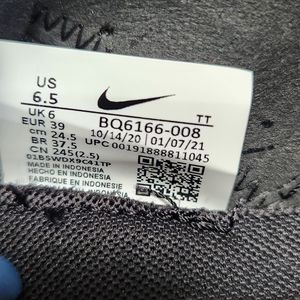 US
6.5
TT
UK 6
EUR 39
cm 24.5
BR 37.5
CN 245(2.5)
BQ6166-008
10/14/20 01/07/21
UPC 00191888811045
01BSWDX9C41TP
MADE IN INDONESIA
HECHO EN INDONESIA
FABRIQUE EN INDONESIE